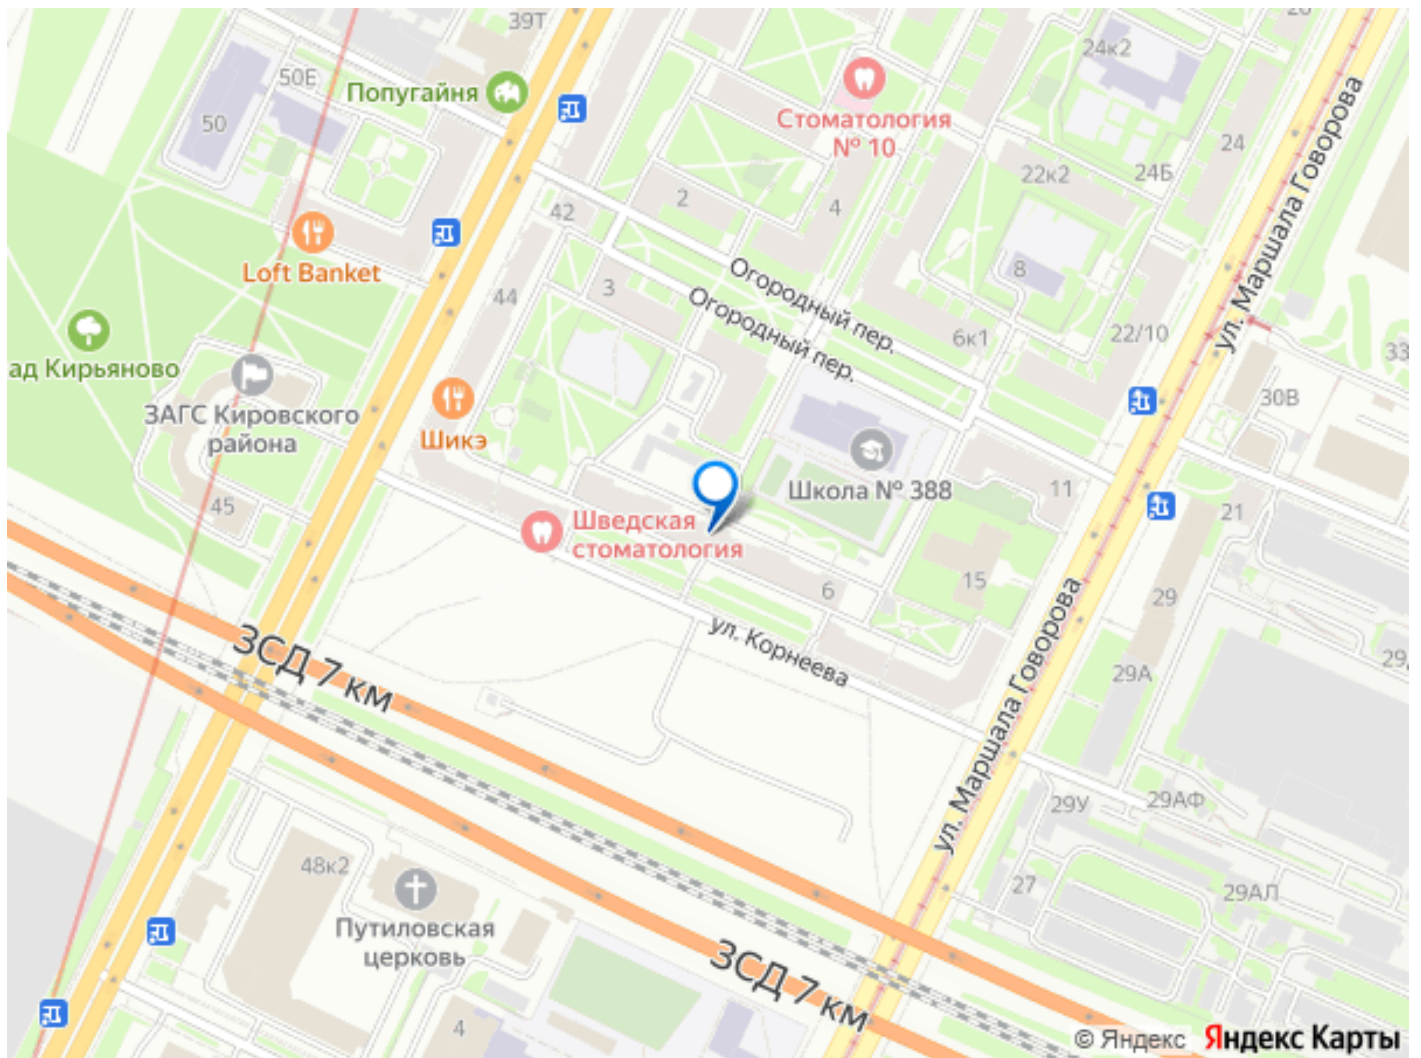 39Т
26
24к2
50Е
Попугайня
50
Стоматология
№ 10
24
24Б
22к2
ул. Маршала Говорова
2
4
42
Loft Banket
Огородный пер.
8
3
44
Огородный пер.
6к1
22/10
33
ад Кирьяново
30В
ЗАГС Кировского
района
Шикэ
Школа № 388
11
45
21
Шведская
стоматология
15
6
29
ул. Корнеева
ЗСД 7 км
29А
29
ул. Маршала Говорова
29У
29АФ
48к2
27
29АЛ
Путиловская
церковь
ЗСД 7 км
4
© Яндекс Яндекс Карты